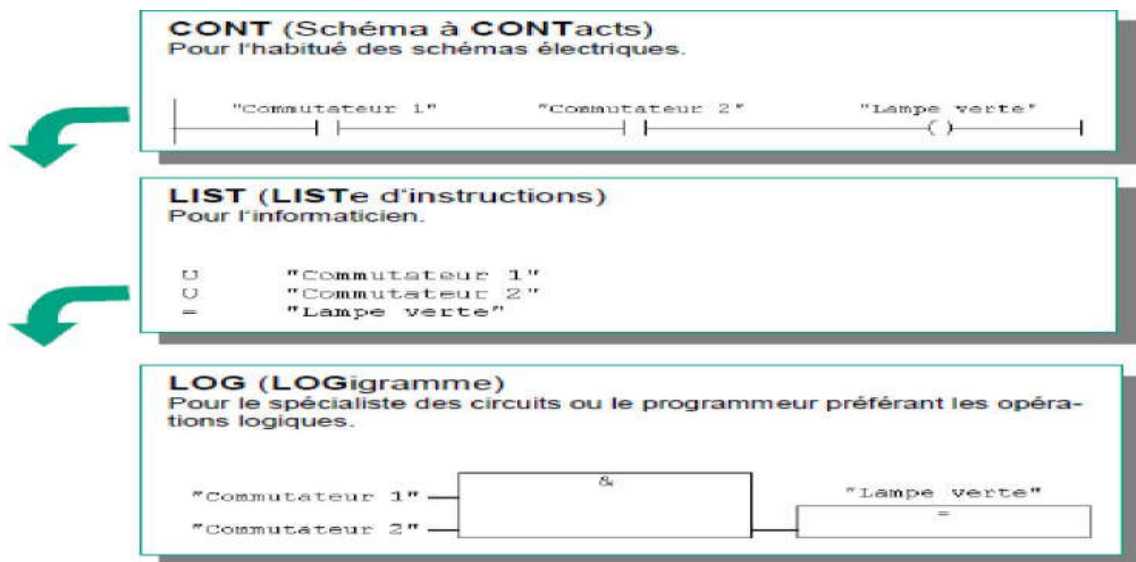 CONT (Schéma à CONTacts)
Pour l'habitué des schémas électriques.
"Commutateur 1" "Commutateur 2" "Lampe verte"
( )
LIST (LISTe d'instructions)
Pour l'informaticien.
U "Commutateur 1"
U "Commutateur 2"
= "Lampe verte"
LOG (LOGigramme)
Pour le spécialiste des circuits ou le programmeur préférant les opéra-
tions logiques.
&
"Commutateur 1" "Lampe verte"
=
"Commutateur 2"